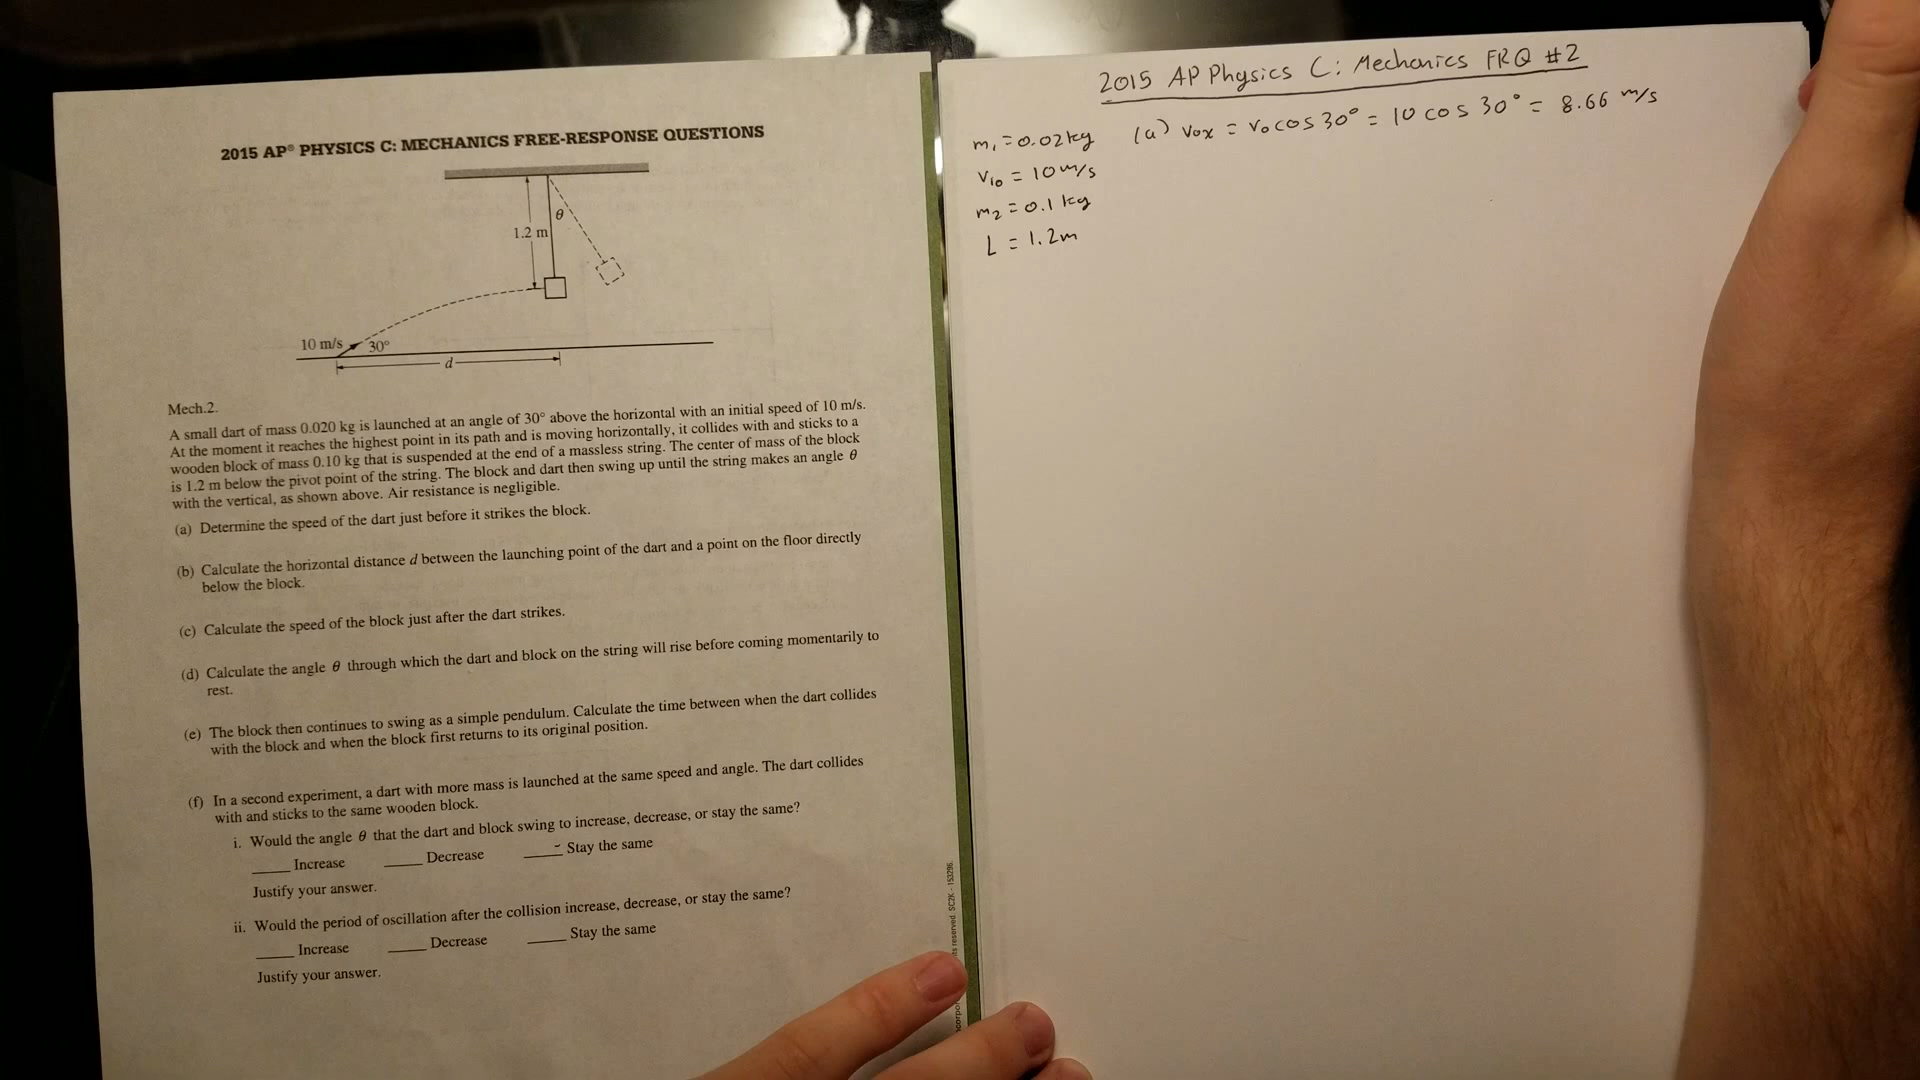 2015 AP® PHYSICS C: MECHANICS FREE-RESPONSE QUESTIONS
θ
1.2 m
10 m/s
30°
d
Mech.2.
A small dart of mass 0.020 kg is launched at an angle of 30° above the horizontal with an initial speed of 10 m/s.
At the moment it reaches the highest point in its path and is moving horizontally, it collides with and sticks to a
wooden block of mass 0.10 kg that is suspended at the end of a massless string. The center of mass of the block
is 1.2 m below the pivot point of the string. The block and dart then swing up until the string makes an angle θ
with the vertical, as shown above. Air resistance is negligible.
(a) Determine the speed of the dart just before it strikes the block.
(b) Calculate the horizontal distance d between the launching point of the dart and a point on the floor directly
below the block.
(c) Calculate the speed of the block just after the dart strikes.
(d) Calculate the angle θ through which the dart and block on the string will rise before coming momentarily to
rest.
(e) The block then continues to swing as a simple pendulum. Calculate the time between when the dart collides
with the block and when the block first returns to its original position.
(f) In a second experiment, a dart with more mass is launched at the same speed and angle. The dart collides
with and sticks to the same wooden block.
i. Would the angle θ that the dart and block swing to increase, decrease, or stay the same?
____ Increase ____ Decrease ____ Stay the same
Justify your answer.
ii. Would the period of oscillation after the collision increase, decrease, or stay the same?
____ Increase ____ Decrease ____ Stay the same
Justify your answer.
reserved. SC2K - 153286.
2015 AP Physics C: Mechanics FRQ #2
m₁ = 0.02 kg (a) v₀x = v₀ cos 30° = 10 cos 30° = 8.66 m/s
v₁₀ = 10 m/s
m₂ = 0.1 kg
L = 1.2m